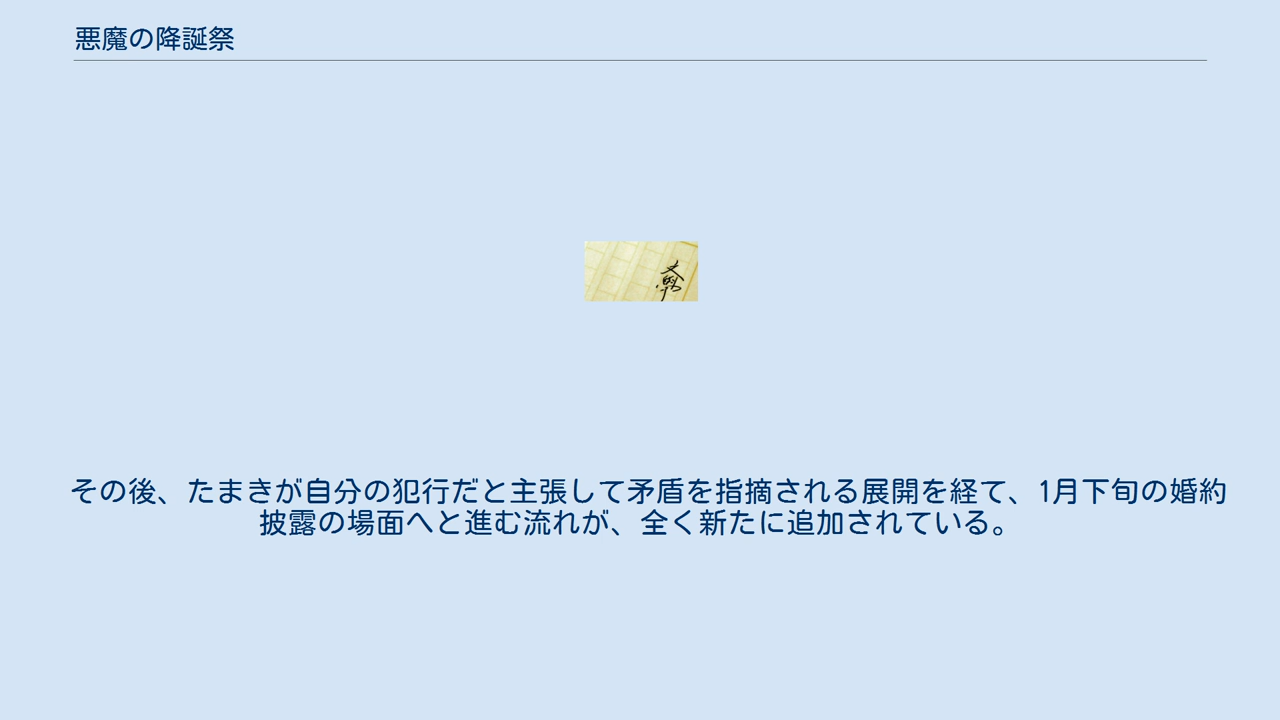 悪魔の降誕祭
その後、たまきが自分の犯行だと主張して矛盾を指摘される展開を経て、1月下旬の婚約
披露の場面へと進む流れが、全く新たに追加されている。